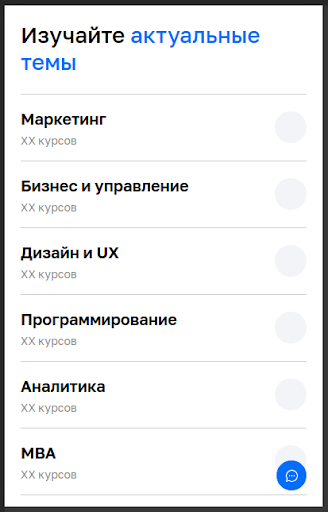 Изучайте актуальные
темы
Маркетинг
XX курсов
Бизнес и управление
XX курсов
Дизайн и UX
XX курсов
Программирование
XX курсов
Аналитика
XX курсов
MBA
XX курсов